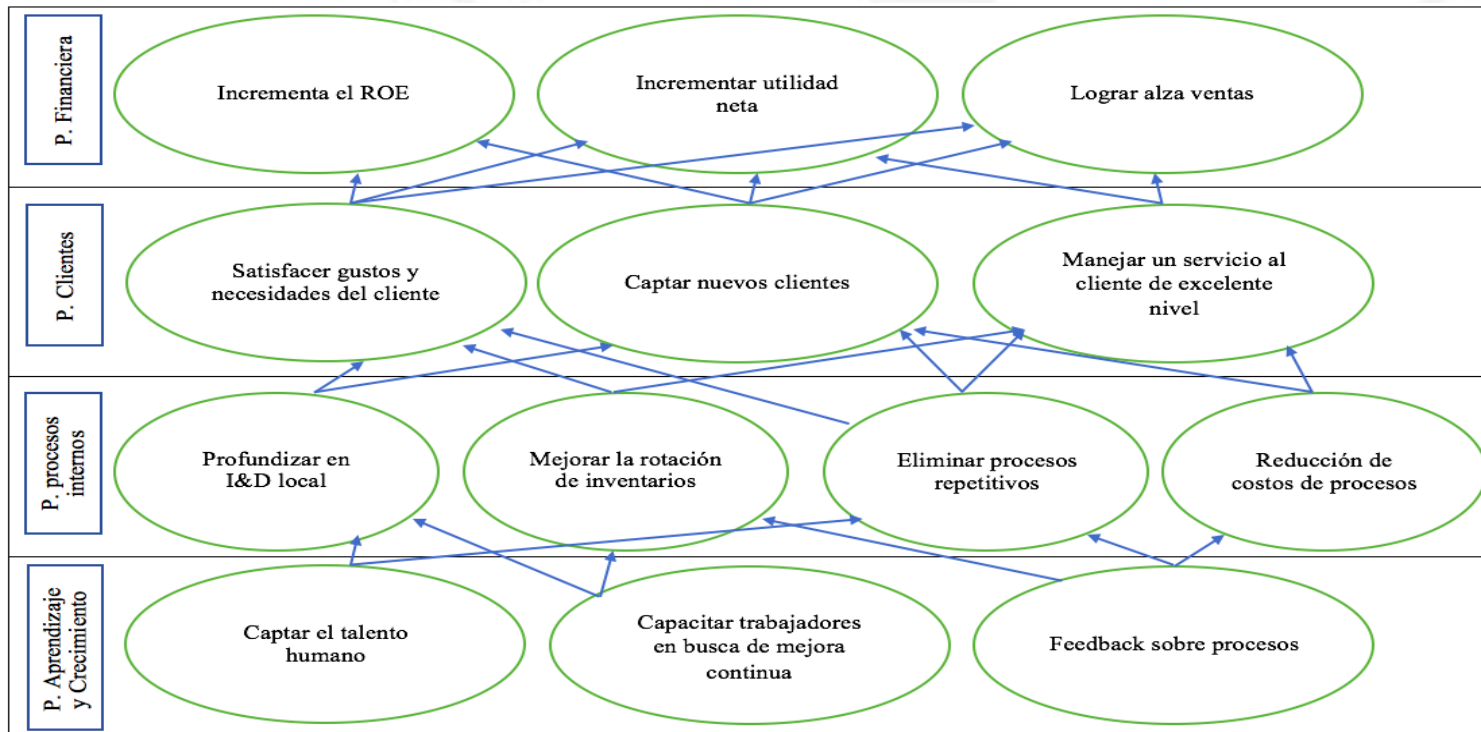 P. Financiera
Incrementa el ROE
Incrementar utilidad
neta
Lograr alza ventas
P. Clientes
Satisfacer gustos y
necesidades del cliente
Captar nuevos clientes
Manejar un servicio al
cliente de excelente
nivel
P. procesos
internos
Profundizar en
I&D local
Mejorar la rotación
de inventarios
Eliminar procesos
repetitivos
Reducción de
costos de procesos
P. Aprendizaje
y Crecimiento
Captar el talento
humano
Capacitar trabajadores
en busca de mejora
continua
Feedback sobre procesos